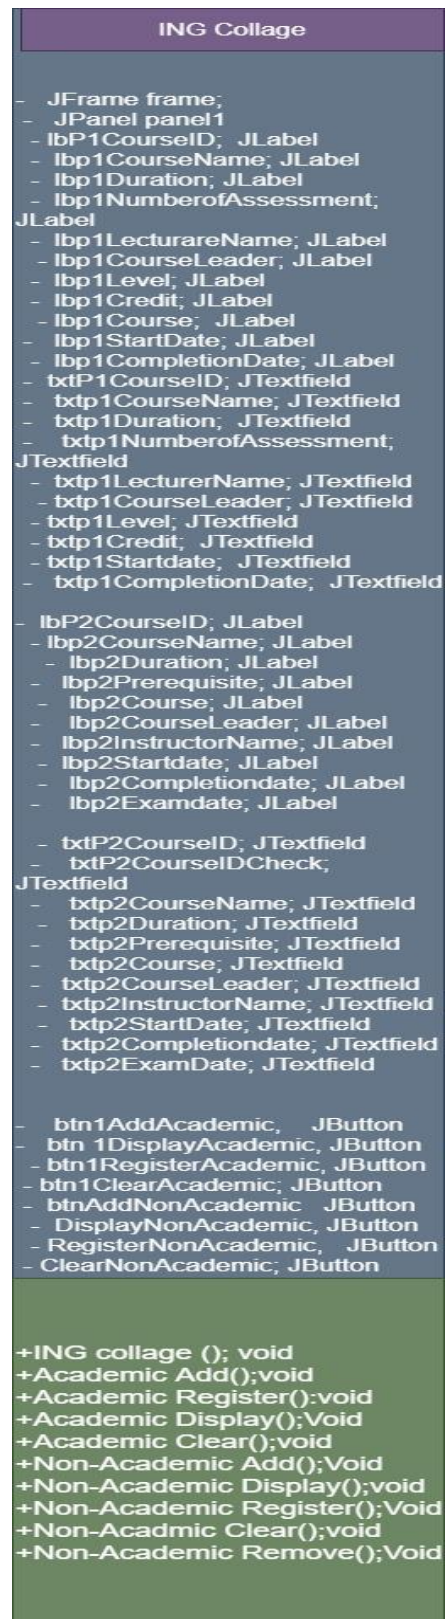 ING Collage
- JFrame frame;
- JPanel panel1
- lbP1CourseID; JLabel
- lbp1CourseName; JLabel
- lbp1Duration; JLabel
- lbp1NumberofAssessment;
JLabel
- lbp1LecturareName; JLabel
- lbp1CourseLeader; JLabel
- lbp1Level; JLabel
- lbp1Credit; JLabel
- lbp1Course; JLabel
- lbp1StartDate; JLabel
- lbp1CompletionDate; JLabel
- txtP1CourseID; JTextfield
- txtp1CourseName; JTextfield
- txtp1Duration; JTextfield
- txtp1NumberofAssessment;
JTextfield
- txtp1LecturerName; JTextfield
- txtp1CourseLeader; JTextfield
- txtp1Level; JTextfield
- txtp1Credit; JTextfield
- txtp1Startdate; JTextfield
- txtp1CompletionDate; JTextfield
- lbP2CourseID; JLabel
- lbp2CourseName; JLabel
- lbp2Duration; JLabel
- lbp2Prerequisite; JLabel
- lbp2Course; JLabel
- lbp2CourseLeader; JLabel
- lbp2InstructorName; JLabel
- lbp2Startdate; JLabel
- lbp2Completiondate; JLabel
- lbp2Examdate; JLabel
- txtP2CourseID; JTextfield
- txtP2CourseIDCheck;
JTextfield
- txtp2CourseName; JTextfield
- txtp2Duration; JTextfield
- txtp2Prerequisite; JTextfield
- txtp2Course; JTextfield
- txtp2CourseLeader; JTextfield
- txtp2InstructorName; JTextfield
- txtp2StartDate; JTextfield
- txtp2Completiondate; JTextfield
- txtp2ExamDate; JTextfield
- btn1AddAcademic, JButton
- btn 1DisplayAcademic, JButton
- btn1RegisterAcademic, JButton
- btn1ClearAcademic; JButton
- btnAddNonAcademic JButton
- DisplayNonAcademic, JButton
- RegisterNonAcademic, JButton
- ClearNonAcademic; JButton
+ING collage (); void
+Academic Add();void
+Academic Register():void
+Academic Display();Void
+Academic Clear();void
+Non-Academic Add();Void
+Non-Academic Display();void
+Non-Academic Register();Void
+Non-Acadmic Clear();void
+Non-Academic Remove();Void